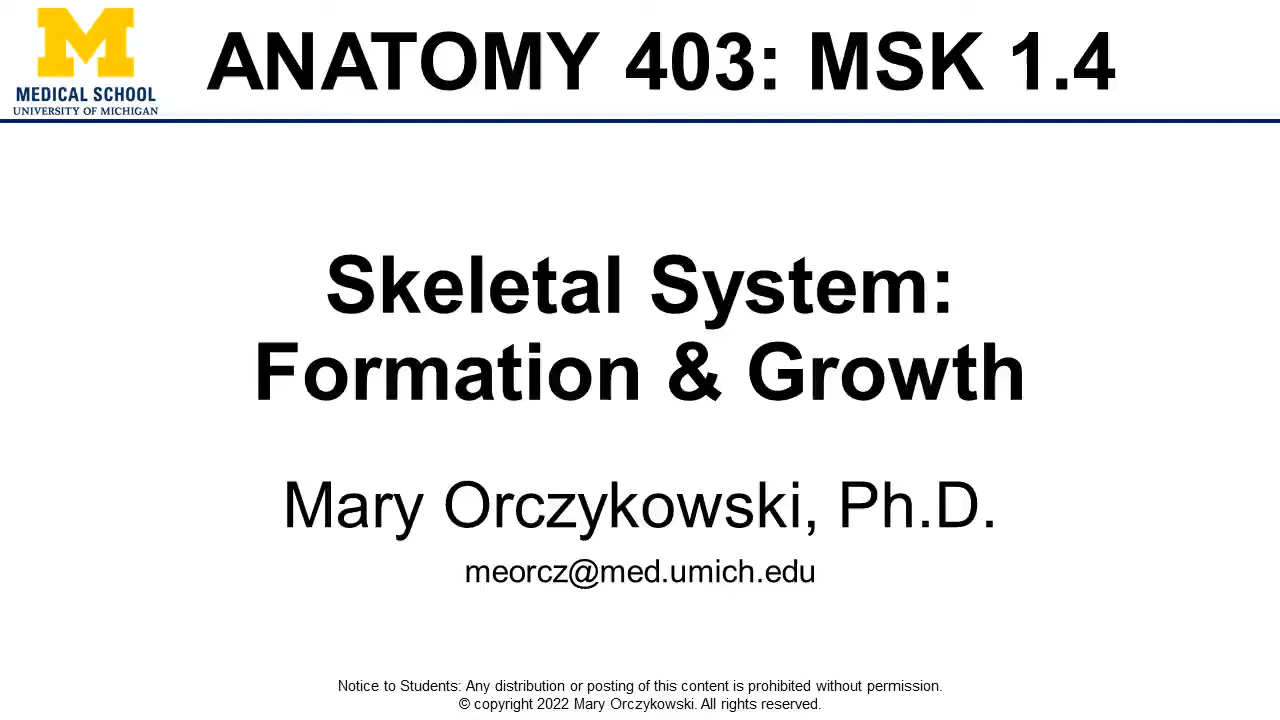 M
MEDICAL SCHOOL
UNIVERSITY OF MICHIGAN
ANATOMY 403: MSK 1.4
Skeletal System:
Formation & Growth
Mary Orczykowski, Ph.D.
meorcz@med.umich.edu
Notice to Students: Any distribution or posting of this content is prohibited without permission.
© copyright 2022 Mary Orczykowski. All rights reserved.